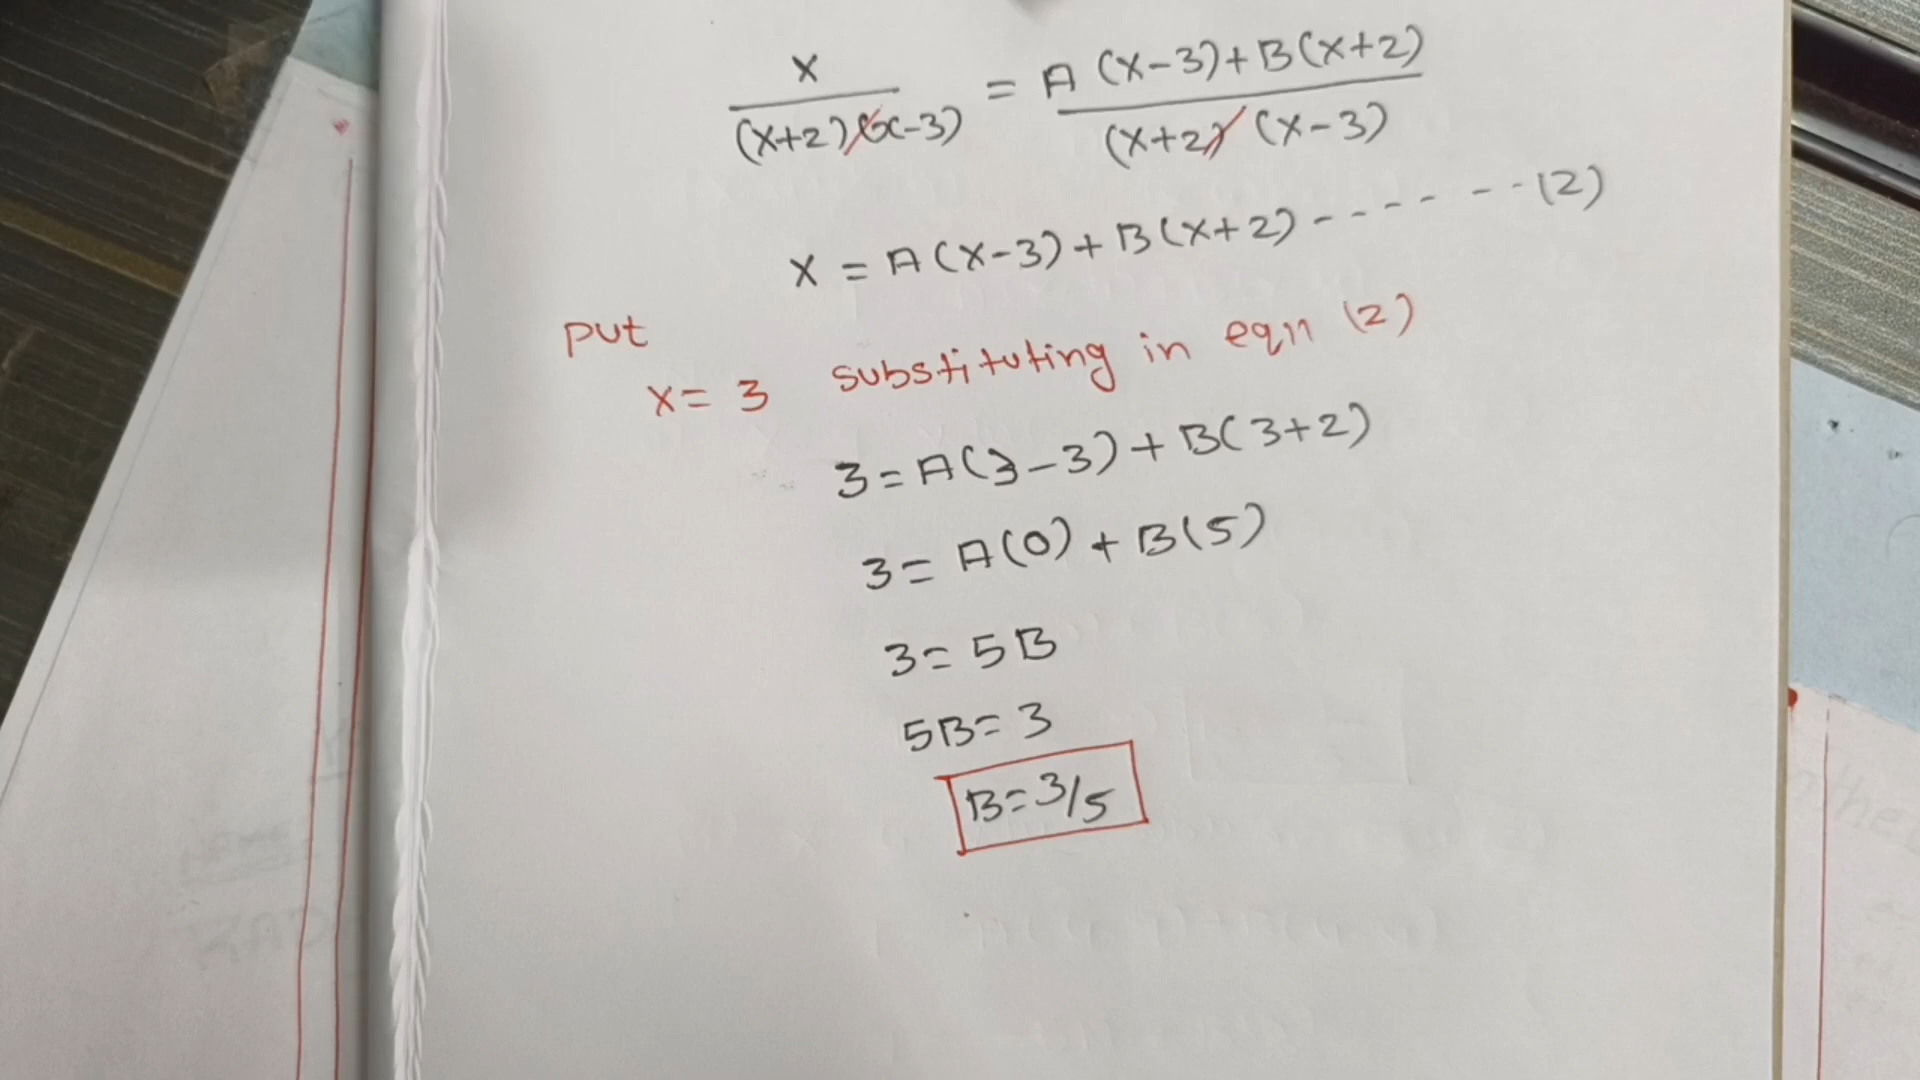 x
(x+2)(x-3) = A(x-3)+B(x+2)
(x+2)(x-3)
x = A(x-3)+B(x+2)-------(2)
put
x= 3 substituting in eqn (2)
3=A(3-3)+B(3+2)
3= A(0)+B(5)
3=5B
5B=3
B=3/5